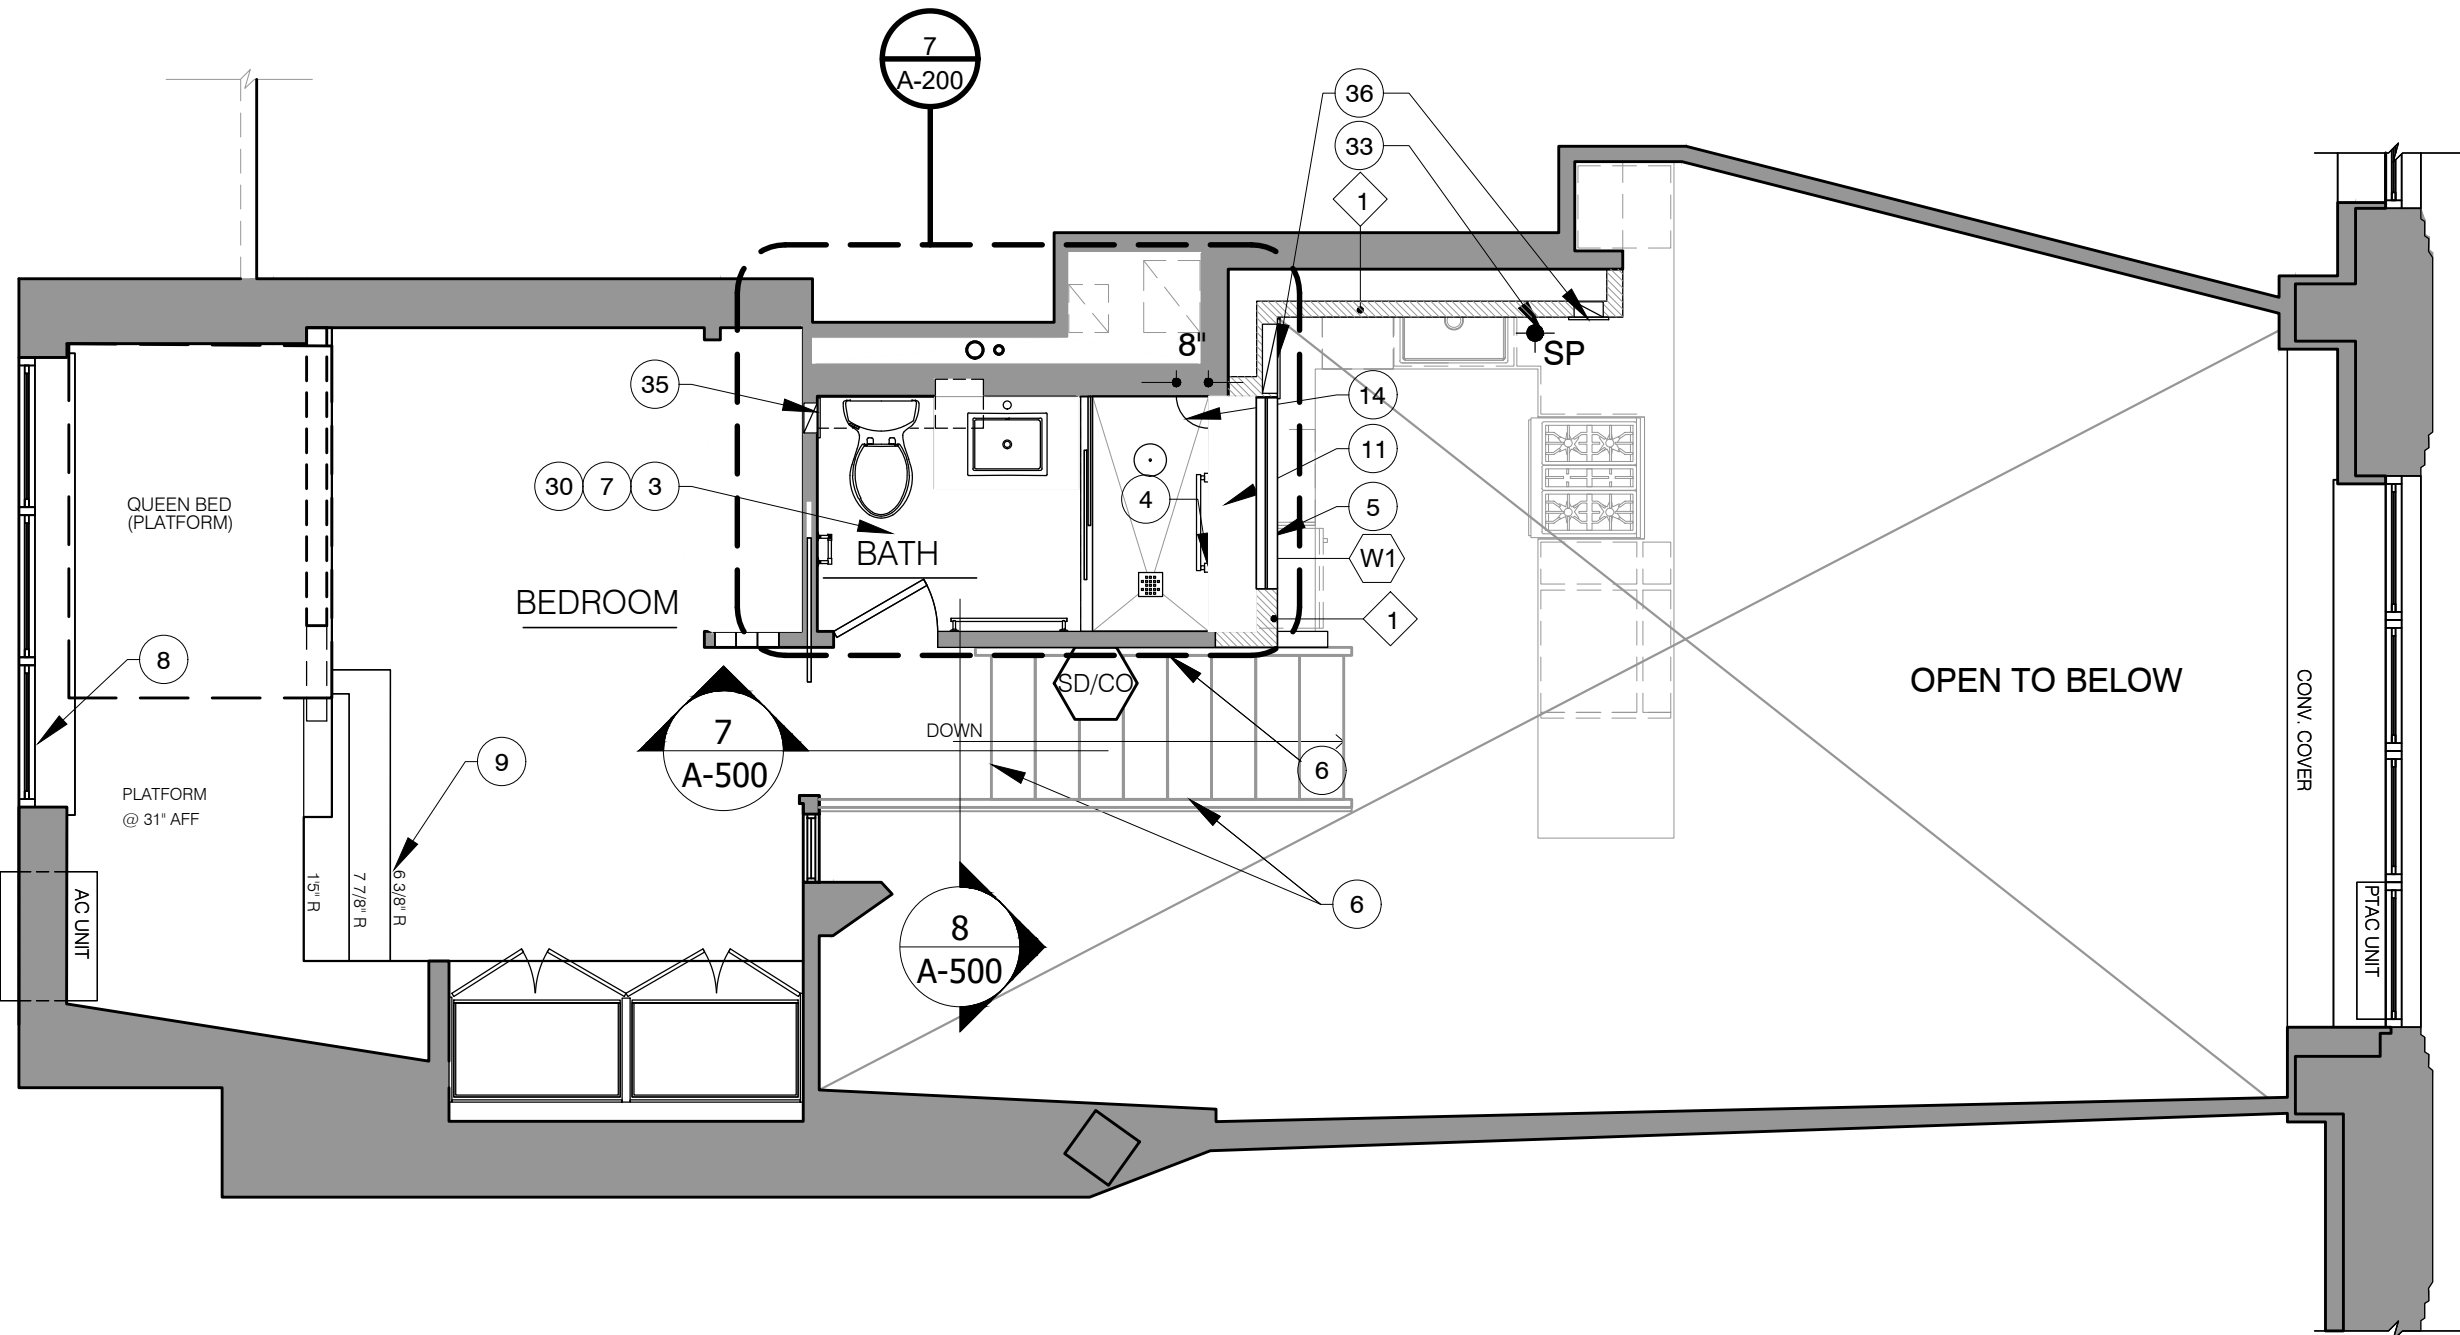 7
A-200
36
33
1
8"
SP
35
14
11
30 7 3
4
5
QUEEN BED
(PLATFORM)
BATH
W1
BEDROOM
1
8
SD/CO
OPEN TO BELOW
CONV. COVER
7
A-500
DOWN
9
6
PLATFORM
@ 31" AFF
1'5" R
7 7/8" R
6 3/8" R
AC UNIT
6
8
A-500
PTAC UNIT